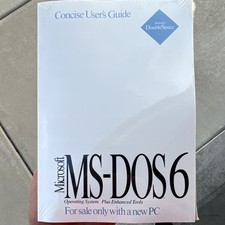 Concise User's Guide
DoubleSpace
Microsoft
MS-DOS 6
Operating System Plus Enhanced Tools
For sale only with a new PC